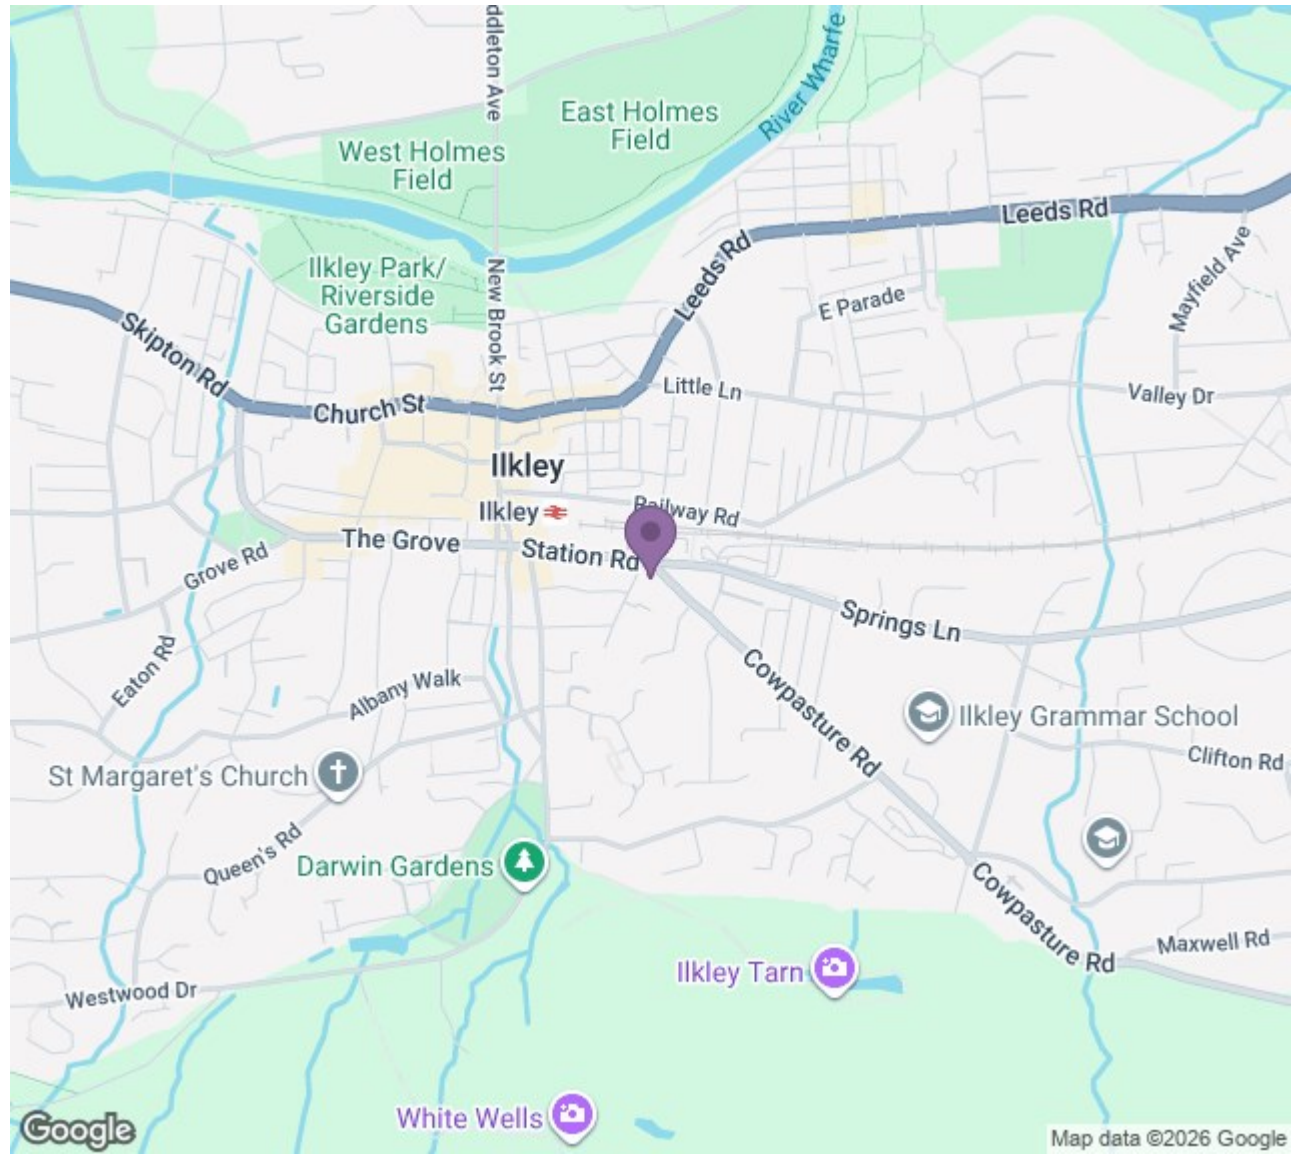 ddleton Ave
River Wharfe
East Holmes
Field
West Holmes
Field
Leeds Rd
Mayfield Ave
Leeds Rd
New Brook St
Ilkley Park/
Riverside
Gardens
E Parade
Skipton Rd
Little Ln
Valley Dr
Church St
Ilkley
Ilkley
Railway Rd
The Grove
Station Rd
Grove Rd
Springs Ln
Eaton Rd
Albany Walk
Cowpasture Rd
Ilkley Grammar School
Clifton Rd
St Margaret's Church
Queen's Rd
Darwin Gardens
Cowpasture Rd
Maxwell Rd
Ilkley Tarn
Westwood Dr
White Wells
Google
Map data ©2026 Google